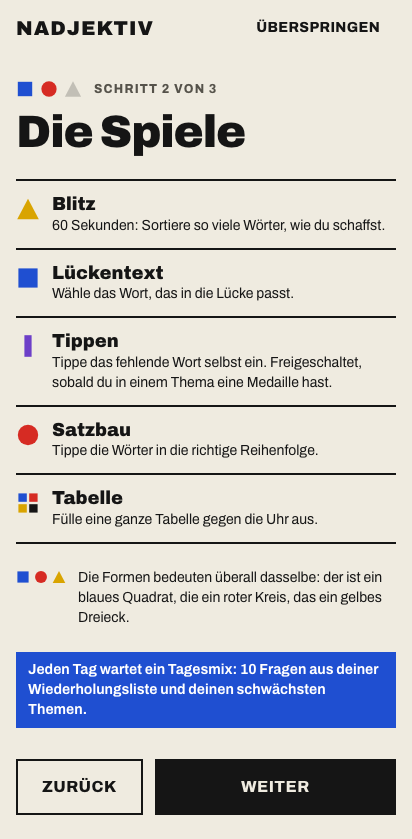 NADJEKTIV
ÜBERSPRINGEN
SCHRITT 2 VON 3
Die Spiele
Blitz
60 Sekunden: Sortiere so viele Wörter, wie du schaffst.
Lückentext
Wähle das Wort, das in die Lücke passt.
Tippen
Tippe das fehlende Wort selbst ein. Freigeschaltet,
sobald du in einem Thema eine Medaille hast.
Satzbau
Tippe die Wörter in die richtige Reihenfolge.
Tabelle
Fülle eine ganze Tabelle gegen die Uhr aus.
Die Formen bedeuten überall dasselbe: der ist ein
blaues Quadrat, die ein roter Kreis, das ein gelbes
Dreieck.
Jeden Tag wartet ein Tagesmix: 10 Fragen aus deiner
Wiederholungsliste und deinen schwächsten
Themen.
ZURÜCK
WEITER